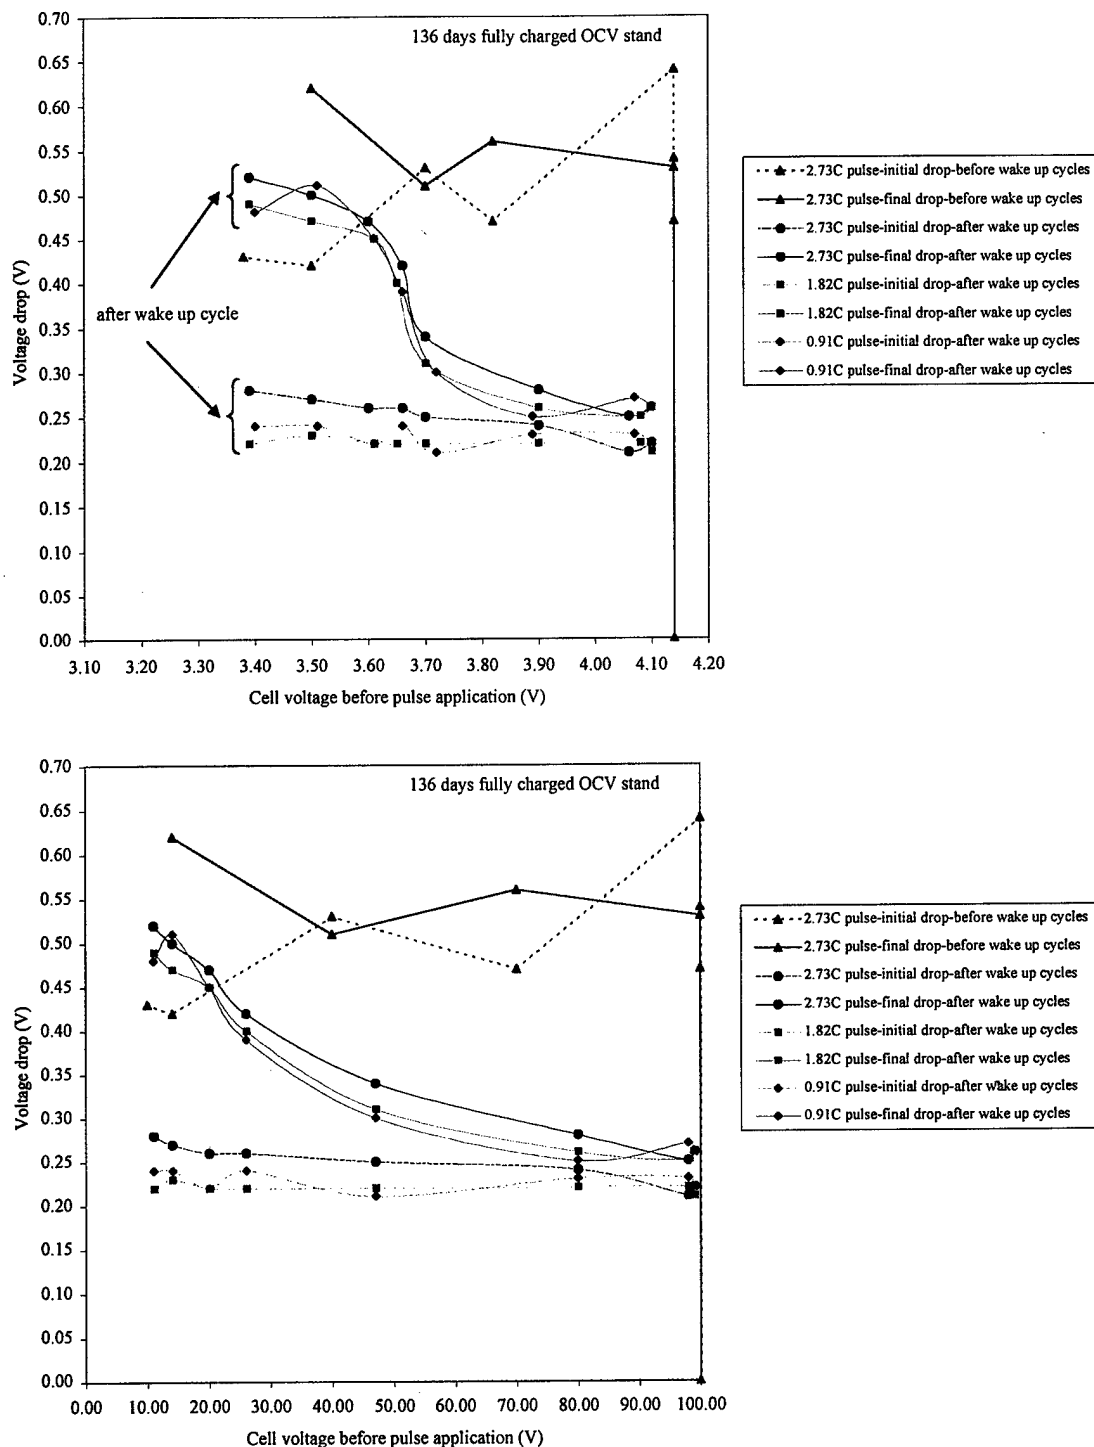 136 days fully charged OCV stand
0.70
0.65
0.60
0.55
0.50
0.45
0.40
0.35
0.30
0.25
0.20
0.15
0.10
0.05
0.00
Voltage drop (V)
after wake up cycle
3.10 3.20 3.30 3.40 3.50 3.60 3.70 3.80 3.90 4.00 4.10 4.20
Cell voltage before pulse application (V)
2.73C pulse-initial drop-before wake up cycles
2.73C pulse-final drop-before wake up cycles
2.73C pulse-initial drop-after wake up cycles
2.73C pulse-final drop-after wake up cycles
1.82C pulse-initial drop-after wake up cycles
1.82C pulse-final drop-after wake up cycles
0.91C pulse-initial drop-after wake up cycles
0.91C pulse-final drop-after wake up cycles
136 days fully charged OCV stand
0.70
0.65
0.60
0.55
0.50
0.45
0.40
0.35
0.30
0.25
0.20
0.15
0.10
0.05
0.00
Voltage drop (V)
0.00 10.00 20.00 30.00 40.00 50.00 60.00 70.00 80.00 90.00 100.00
Cell voltage before pulse application (V)
2.73C pulse-initial drop-before wake up cycles
2.73C pulse-final drop-before wake up cycles
2.73C pulse-initial drop-after wake up cycles
2.73C pulse-final drop-after wake up cycles
1.82C pulse-initial drop-after wake up cycles
1.82C pulse-final drop-after wake up cycles
0.91C pulse-initial drop-after wake up cycles
0.91C pulse-final drop-after wake up cycles